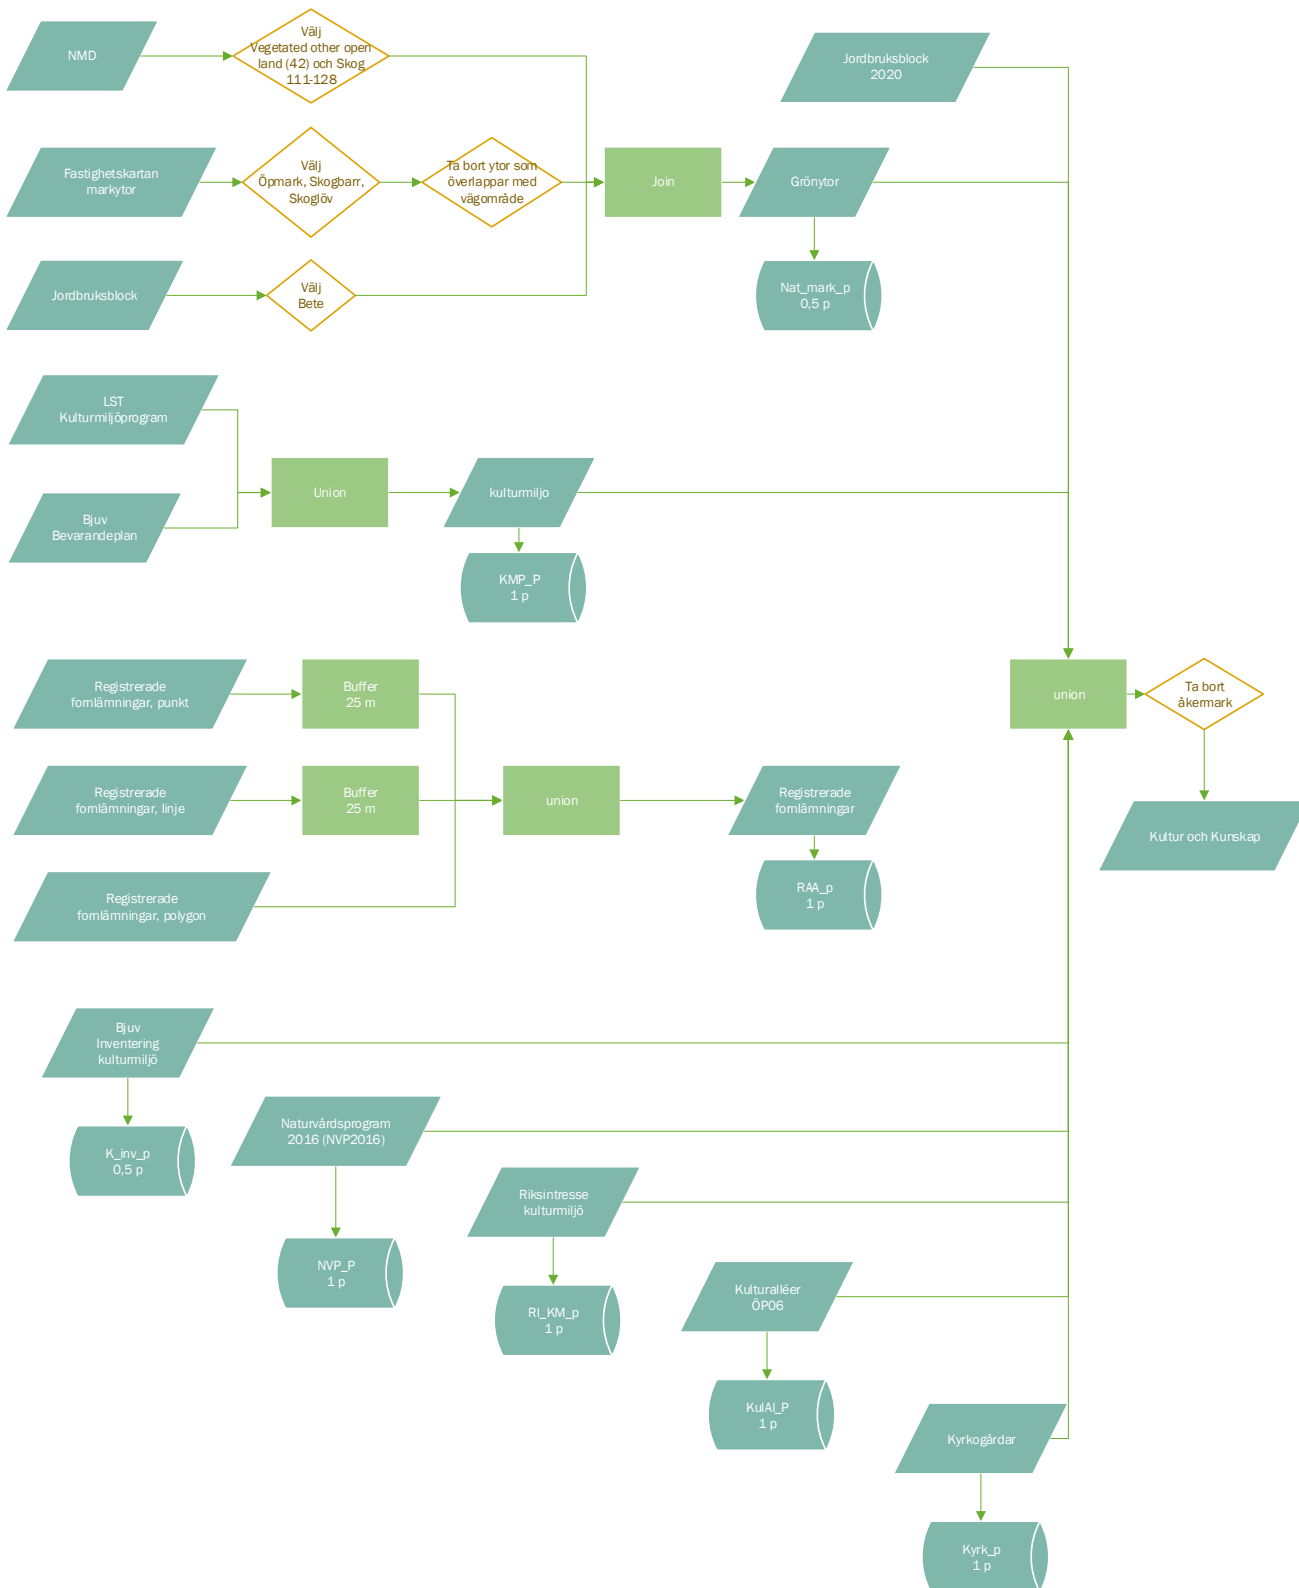 NMD
Välj
Vegetated other open
land (42) och Skog
111-128
Jordbruksblock
2020
Fastighetskartan
markytor
Välj
Öpmark, Skogbarr,
Skoglöv
Ta bort ytor som
överlappar med
vägområde
Join
Grönytor
Jordbruksblock
Välj
Bete
Nat_mark_p
0,5 p
LST
Kulturmiljöprogram
Bjuv
Bevarandeplan
Union
kulturmiljo
KMP_P
1 p
Registrerade
fornlämningar, punkt
Buffer
25 m
Registrerade
fornlämningar, linje
Buffer
25 m
union
Registrerade
fornlämningar
Registrerade
fornlämningar, polygon
RAA_p
1 p
union
Ta bort
åkermark
Kultur och Kunskap
Bjuv
Inventering
kulturmiljö
K_inv_p
0,5 p
Naturvårdsprogram
2016 (NVP2016)
NVP_P
1 p
Riksintresse
kulturmiljö
RI_KM_p
1 p
Kulturalléer
ÖP06
KulAl_P
1 p
Kyrkogårdar
Kyrk_p
1 p